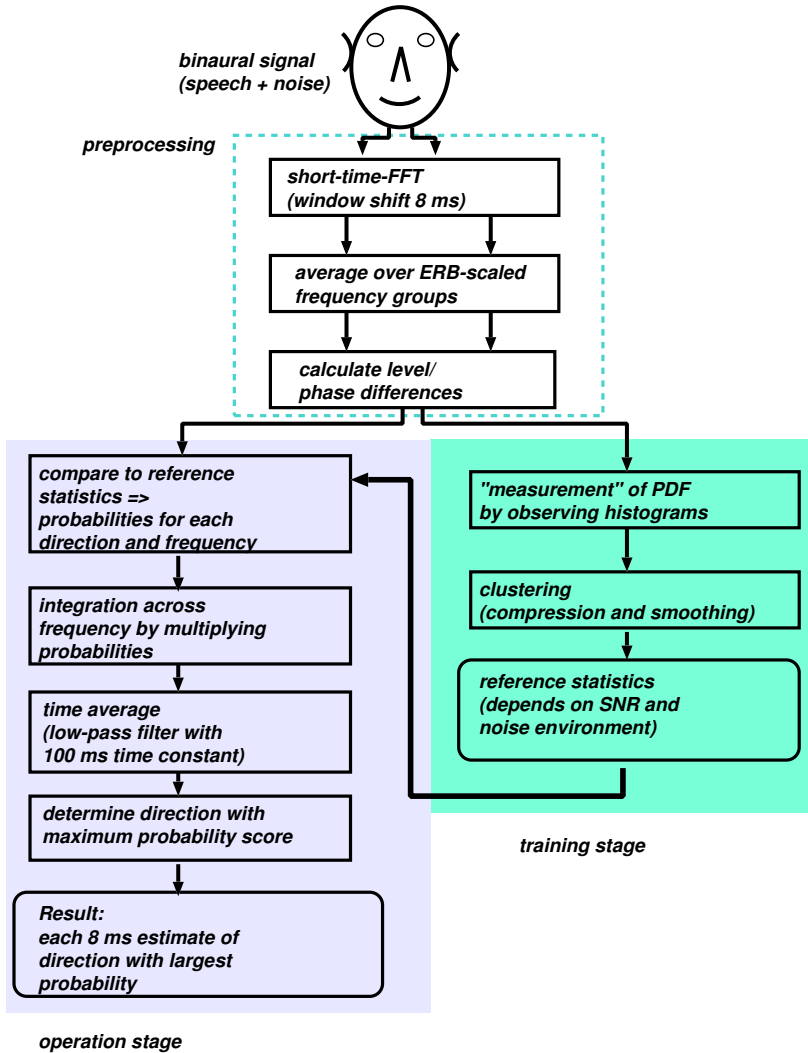 binaural signal
(speech + noise)
preprocessing
short-time-FFT
(window shift 8 ms)
average over ERB-scaled
frequency groups
calculate level/
phase differences
compare to reference
statistics =>
probabilities for each
direction and frequency
integration across
frequency by multiplying
probabilities
time average
(low-pass filter with
100 ms time constant)
determine direction with
maximum probability score
Result:
each 8 ms estimate of
direction with largest
probability
operation stage
"measurement" of PDF
by observing histograms
clustering
(compression and smoothing)
reference statistics
(depends on SNR and
noise environment)
training stage